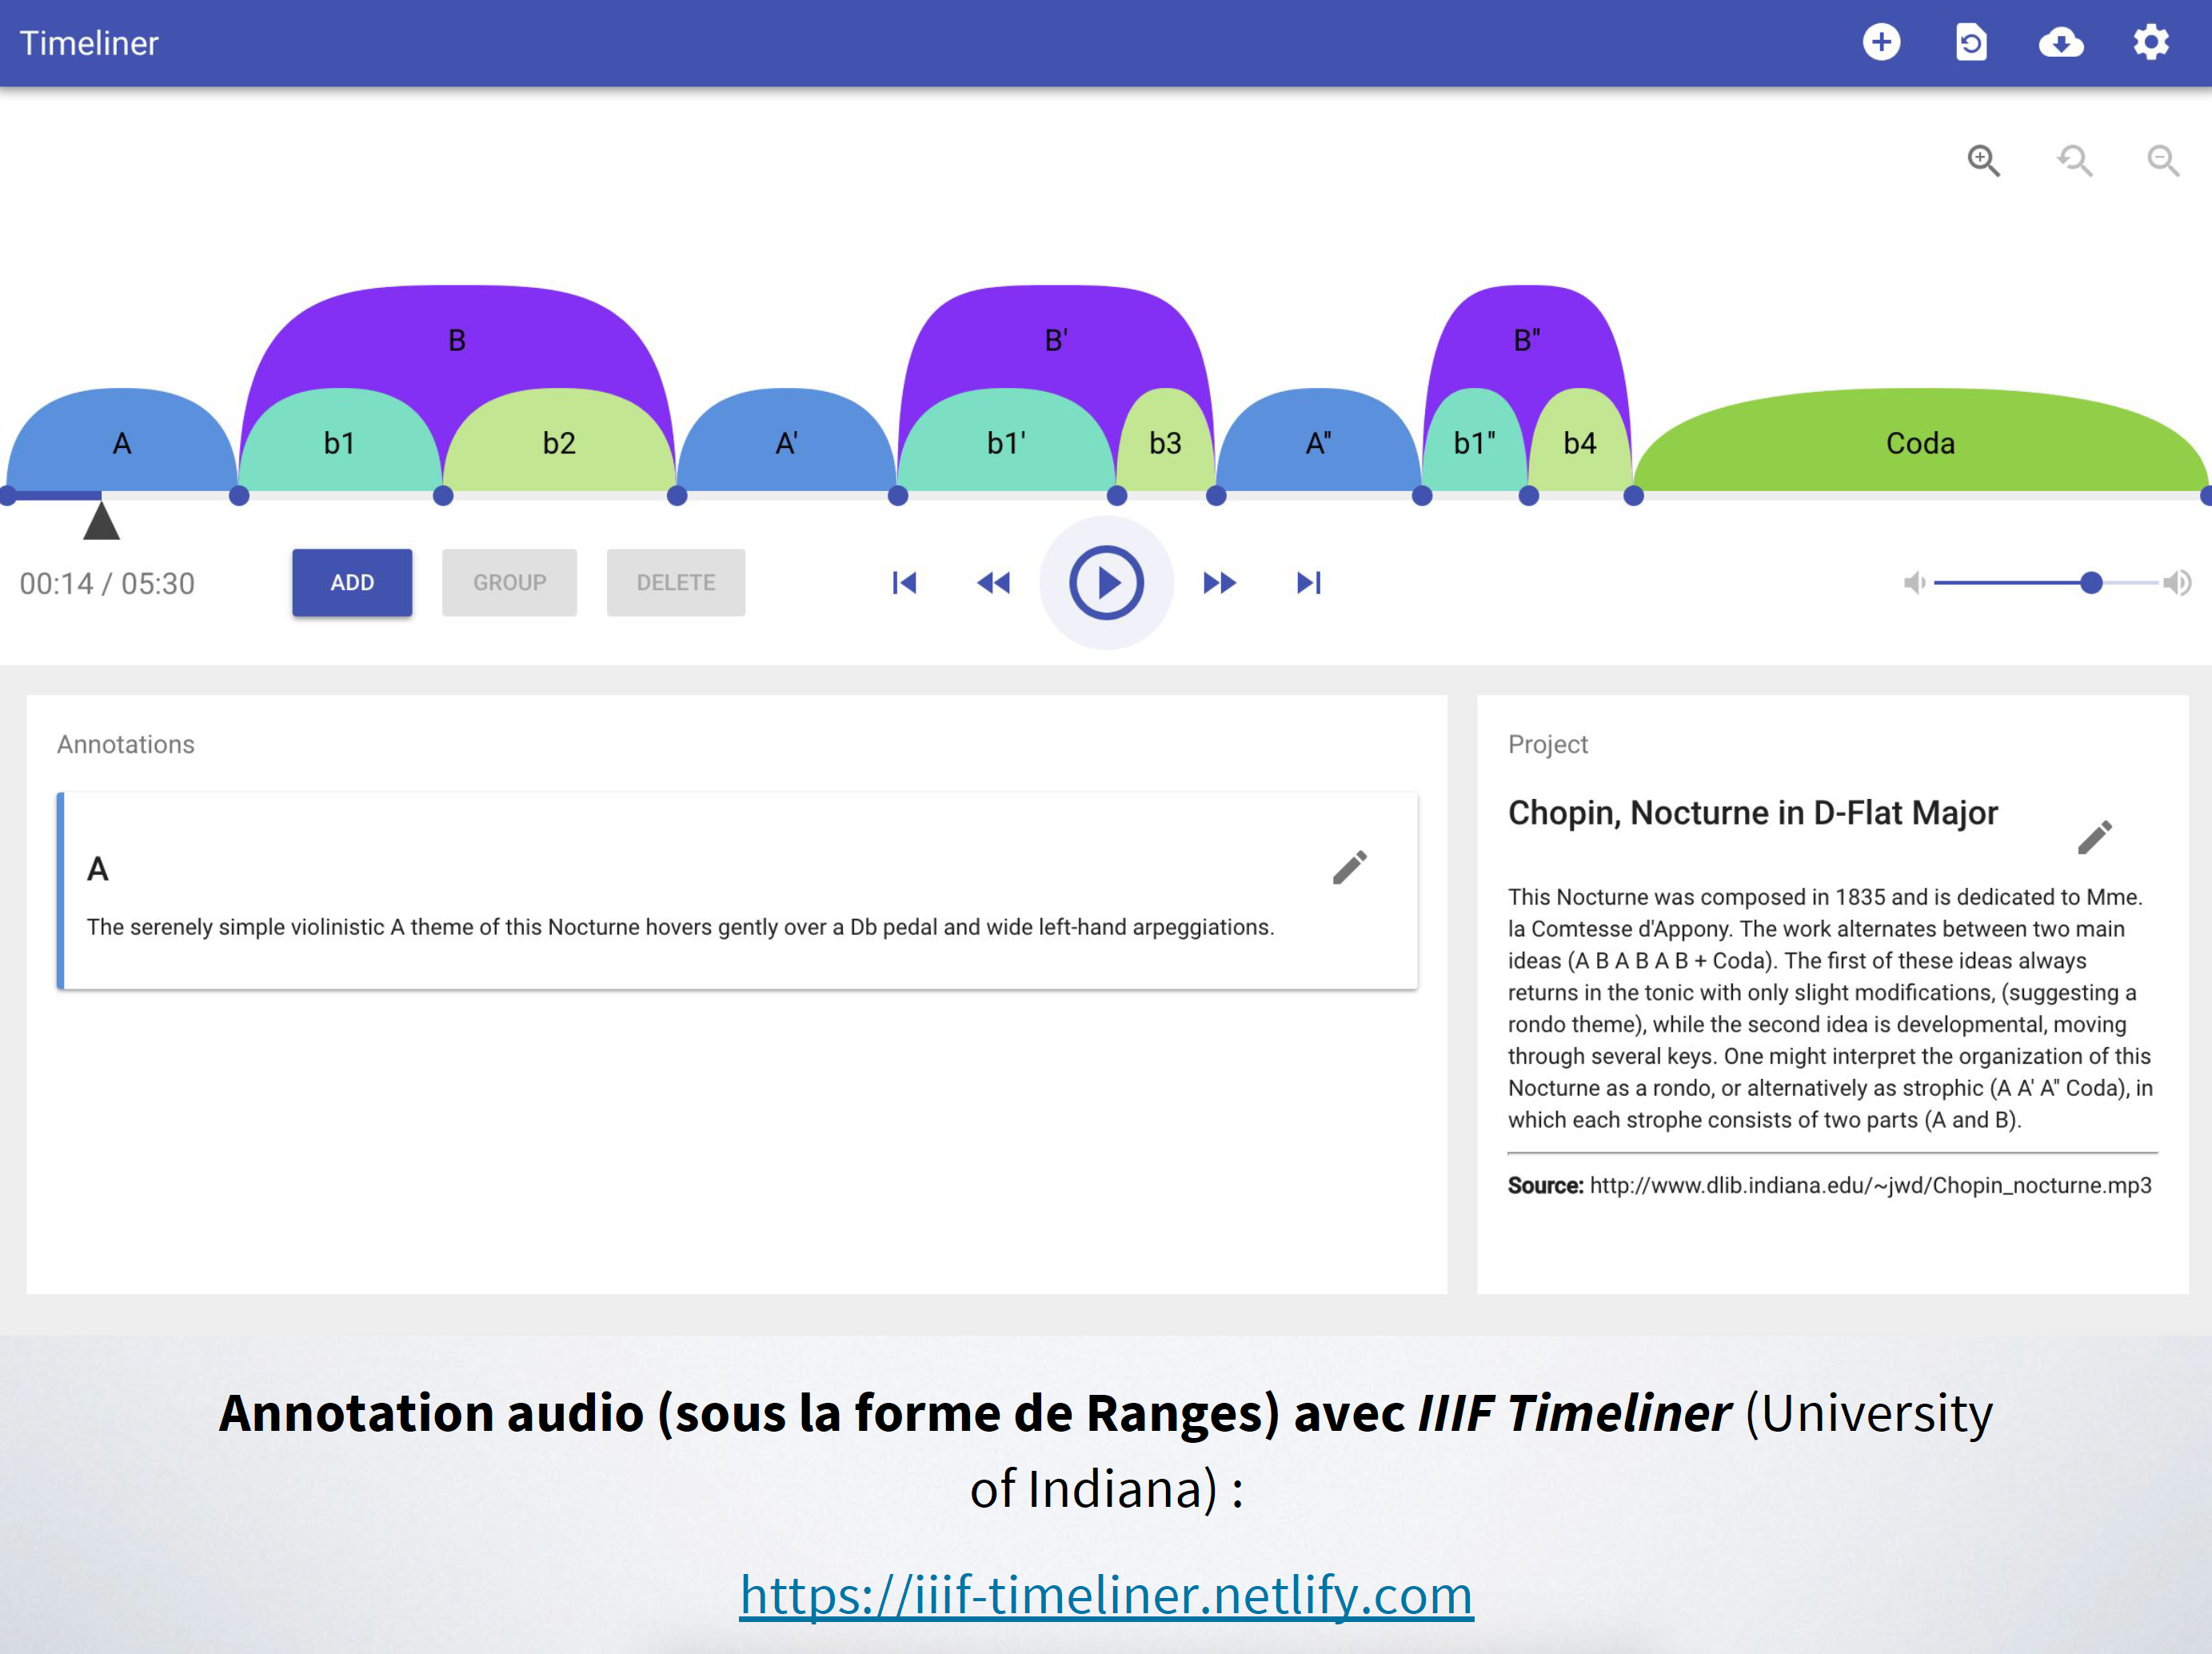 Timeliner
B
B'
B"
A
b1
b2
A'
b1'
b3
A"
b1"
b4
Coda
00:14 / 05:30
ADD
GROUP
DELETE
Annotations
A
The serenely simple violinistic A theme of this Nocturne hovers gently over a Db pedal and wide left-hand arpeggiations.
Project
Chopin, Nocturne in D-Flat Major
This Nocturne was composed in 1835 and is dedicated to Mme.
la Comtesse d'Appony. The work alternates between two main
ideas (A B A B A B + Coda). The first of these ideas always
returns in the tonic with only slight modifications, (suggesting a
rondo theme), while the second idea is developmental, moving
through several keys. One might interpret the organization of this
Nocturne as a rondo, or alternatively as strophic (A A' A" Coda), in
which each strophe consists of two parts (A and B).
Source: http://www.dlib.indiana.edu/~jwd/Chopin_nocturne.mp3
Annotation audio (sous la forme de Ranges) avec IIIF Timeliner (University
of Indiana) :
https://iiif-timeliner.netlify.com